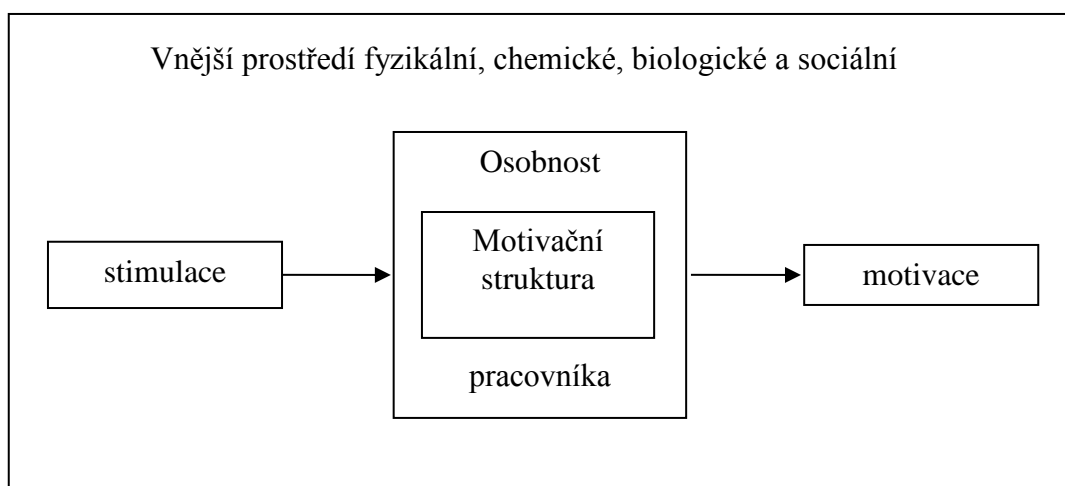 Vnější prostředí fyzikální, chemické, biologické a sociální
Osobnost
Motivační
struktura
stimulace
motivace
pracovníka